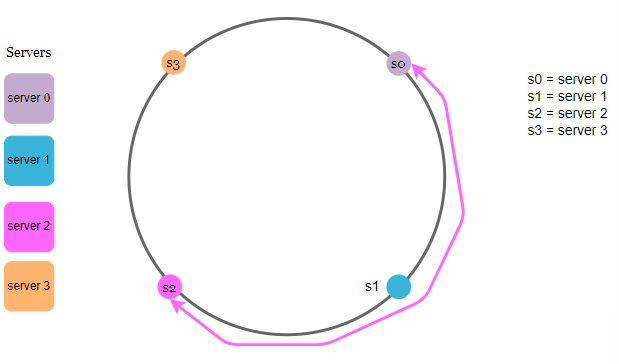 Servers
server 0
server 1
server 2
server 3
s3
s0
s2
s1
s0 = server 0
s1 = server 1
s2 = server 2
s3 = server 3